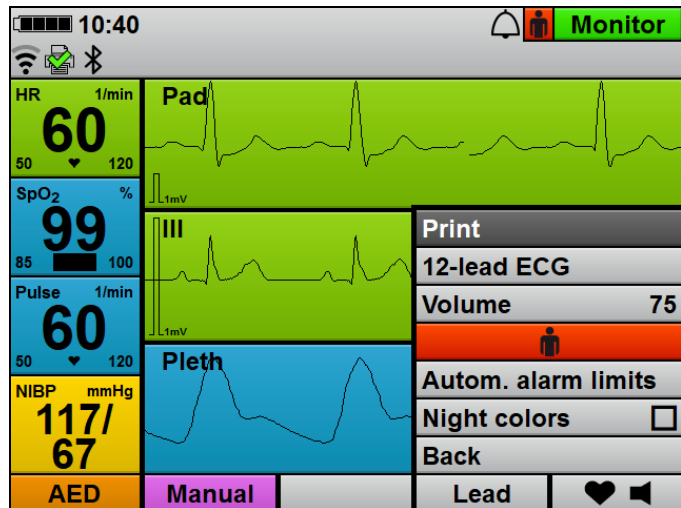 10:40
Monitor
HR 1/min
60
50 120
Pad
1mV
SpO2 %
99
85 100
III
1mV
Pulse 1/min
60
50 120
Pleth
NIBP mmHg
117/
67
Print
12-lead ECG
Volume 75
Autom. alarm limits
Night colors
Back
AED
Manual
Lead